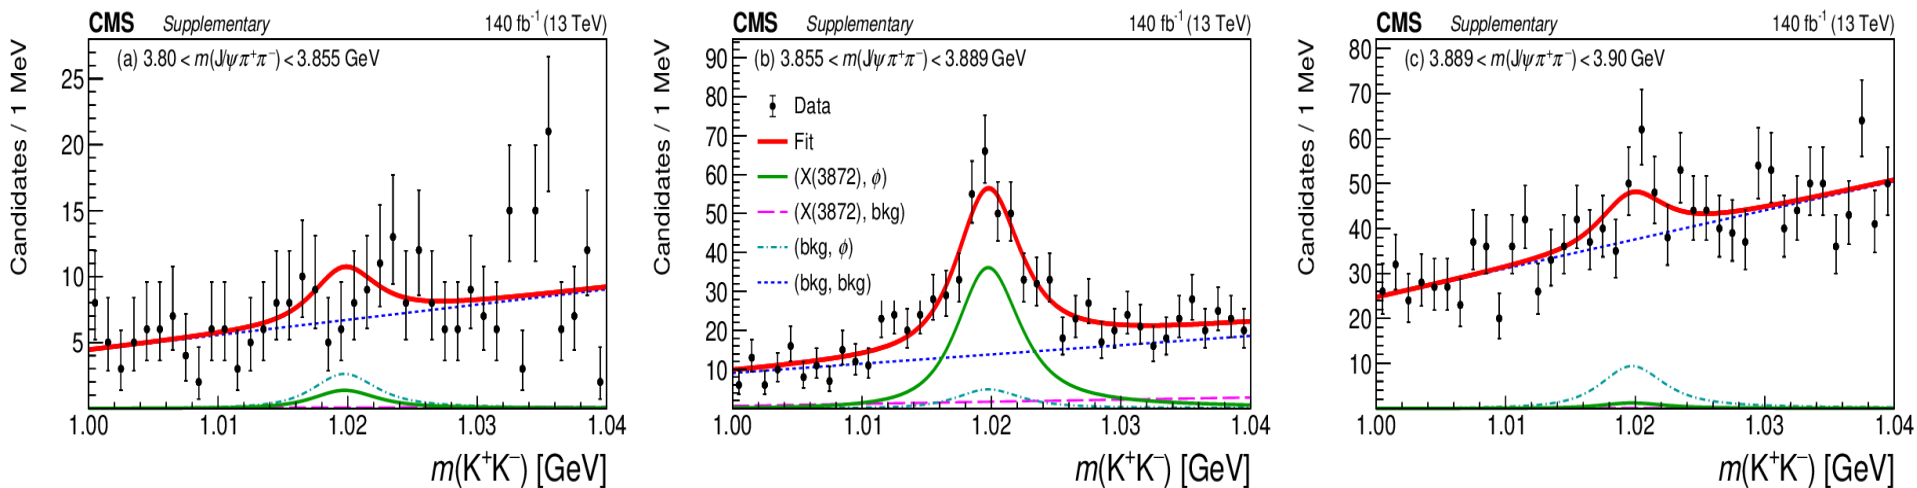 CMS Supplementary 140 fb⁻¹ (13 TeV)
(a) 3.80 < m(J/ψ π⁺π⁻) < 3.855 GeV
Candidates / 1 MeV
25
20
15
10
5
1.00 1.01 1.02 1.03 1.04
m(K⁺K⁻) [GeV]
CMS Supplementary 140 fb⁻¹ (13 TeV)
(b) 3.855 < m(J/ψ π⁺π⁻) < 3.889 GeV
Candidates / 1 MeV
90
80
70
60
50
40
30
20
10
Data
Fit
(X(3872), ϕ)
(X(3872), bkg)
(bkg, ϕ)
(bkg, bkg)
1.00 1.01 1.02 1.03 1.04
m(K⁺K⁻) [GeV]
CMS Supplementary 140 fb⁻¹ (13 TeV)
(c) 3.889 < m(J/ψ π⁺π⁻) < 3.90 GeV
Candidates / 1 MeV
80
70
60
50
40
30
20
10
1.00 1.01 1.02 1.03 1.04
m(K⁺K⁻) [GeV]